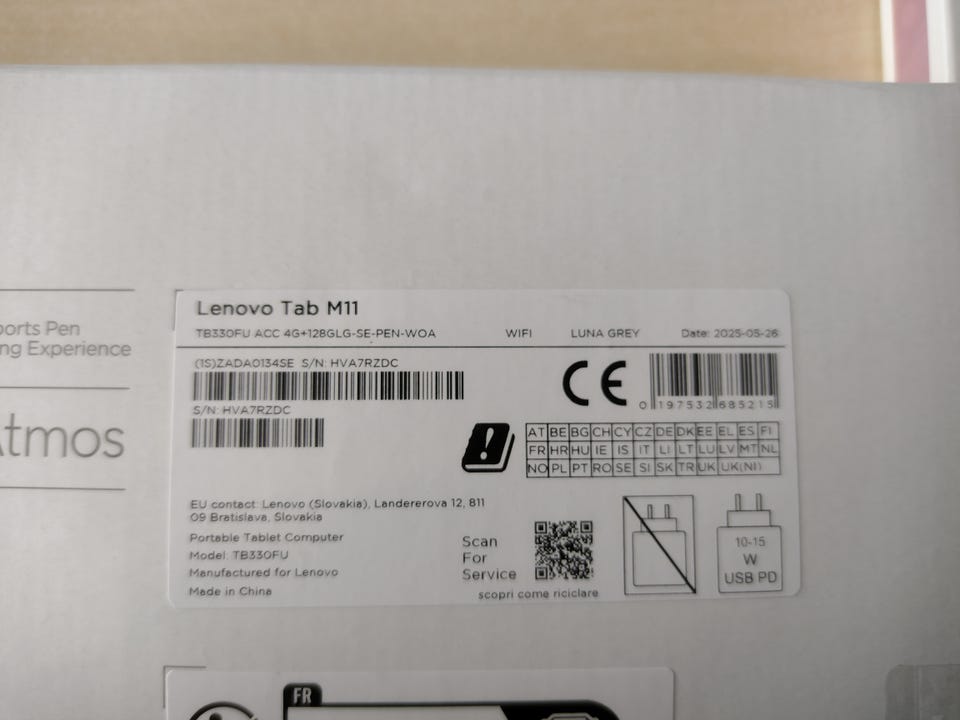 Lenovo Tab M11
TB330FU ACC 4G+128GLG-SE-PEN-WOA WIFI LUNA GREY Date: 2025-05-26
(1S)ZADA0134SE S/N: HVA7RZDC
0 197532 685215
S/N: HVA7RZDC
AT BE BG CH CY CZ DE DK EE EL ES FI
FR HR HU IE IS IT LI LT LU LV MT NL
NO PL PT RO SE SI SK TR UK UK(NI)
EU contact: Lenovo (Slovakia), Landererova 12, 811
09 Bratislava, Slovakia
Portable Tablet Computer
Model: TB330FU
Manufactured for Lenovo
Made in China
Scan
For
Service
scopri come riciclare
10-15
W
USB PD
ports Pen
ng Experience
Atmos
FR